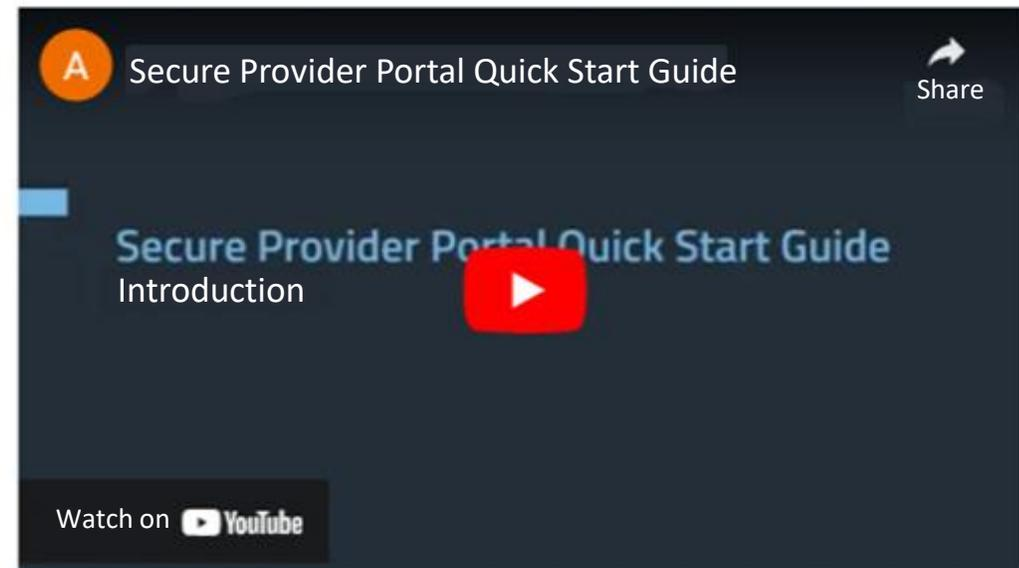 A
Secure Provider Portal Quick Start Guide
Share
Secure Provider Portal Quick Start Guide
Introduction
Watch on YouTube